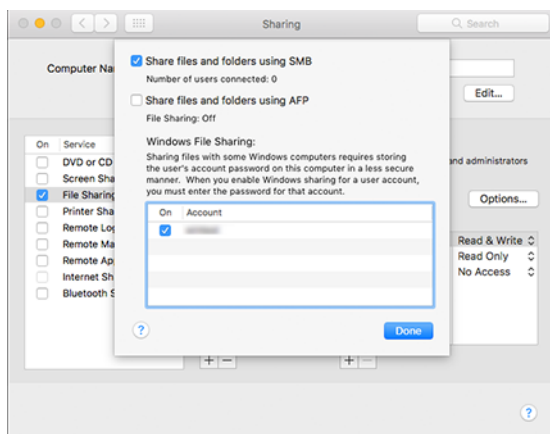 Sharing
Search
Computer Na
Edit...
Share files and folders using SMB
Number of users connected: 0
Share files and folders using AFP
File Sharing: Off
Windows File Sharing:
Sharing files with some Windows computers requires storing
the user's account password on this computer in a less secure
manner. When you enable Windows sharing for a user account,
you must enter the password for that account.
On Account
?
Done
On Service
DVD or CD
Screen Sha
File Sharing
Printer Sha
Remote Log
Remote Ma
Remote Ap
Internet Sh
Bluetooth S
and administrators
Options...
Read & Write
Read Only
No Access
+ −
+ −
?